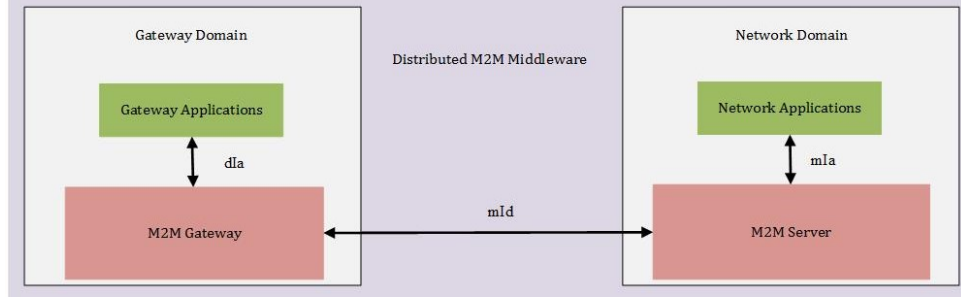 Gateway Domain
Distributed M2M Middleware
Network Domain
Gateway Applications
Network Applications
dIa
mIa
M2M Gateway
mId
M2M Server